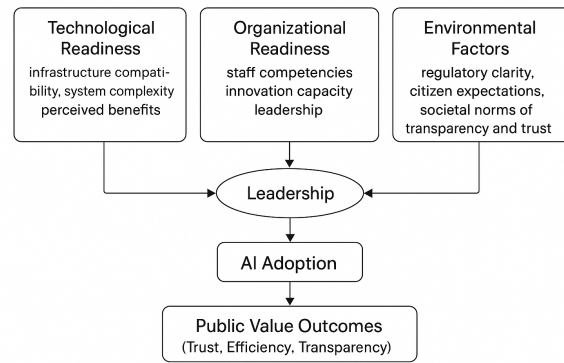 Technological
Readiness
infrastructure compati-
bility, system complexity
perceived benefits
Organizational
Readiness
staff competencies
innovation capacity
leadership
Environmental
Factors
regulatory clarity,
citizen expectations,
societal norms of
transparency and trust
Leadership
AI Adoption
Public Value Outcomes
(Trust, Efficiency, Transparency)